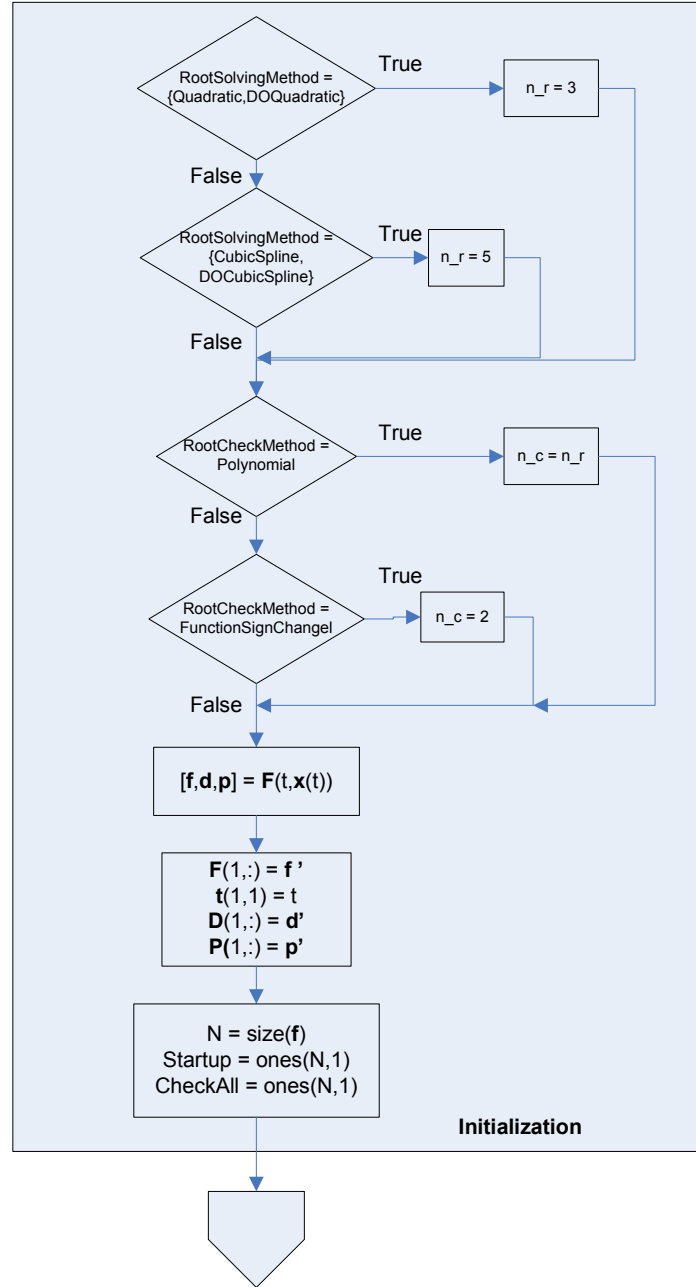 RootSolvingMethod =
{Quadratic,DOQuadratic}
True
n_r = 3
False
RootSolvingMethod =
{CubicSpline,
DOCubicSpline}
True
n_r = 5
False
RootCheckMethod =
Polynomial
True
n_c = n_r
False
RootCheckMethod =
FunctionSignChangel
True
n_c = 2
False
[f,d,p] = F(t,x(t))
F(1,:) = f '
t(1,1) = t
D(1,:) = d'
P(1,:) = p'
N = size(f)
Startup = ones(N,1)
CheckAll = ones(N,1)
Initialization